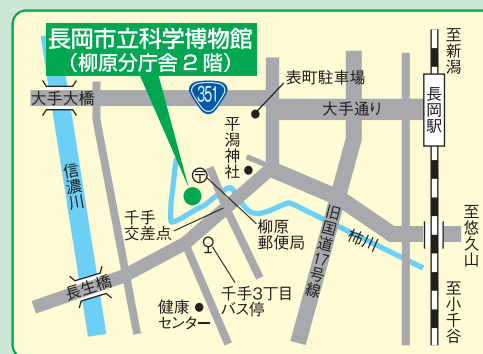 長岡市立科学博物館
（柳原分庁舎2階）
至新潟
表町駐車場
大手大橋
351
大手通り
長岡駅
平潟神社
信濃川
千手
交差点
柳原
郵便局
旧国道17号線
柿川
至悠久山
長生橋
千手3丁目
バス停
健康
センター
至小千谷